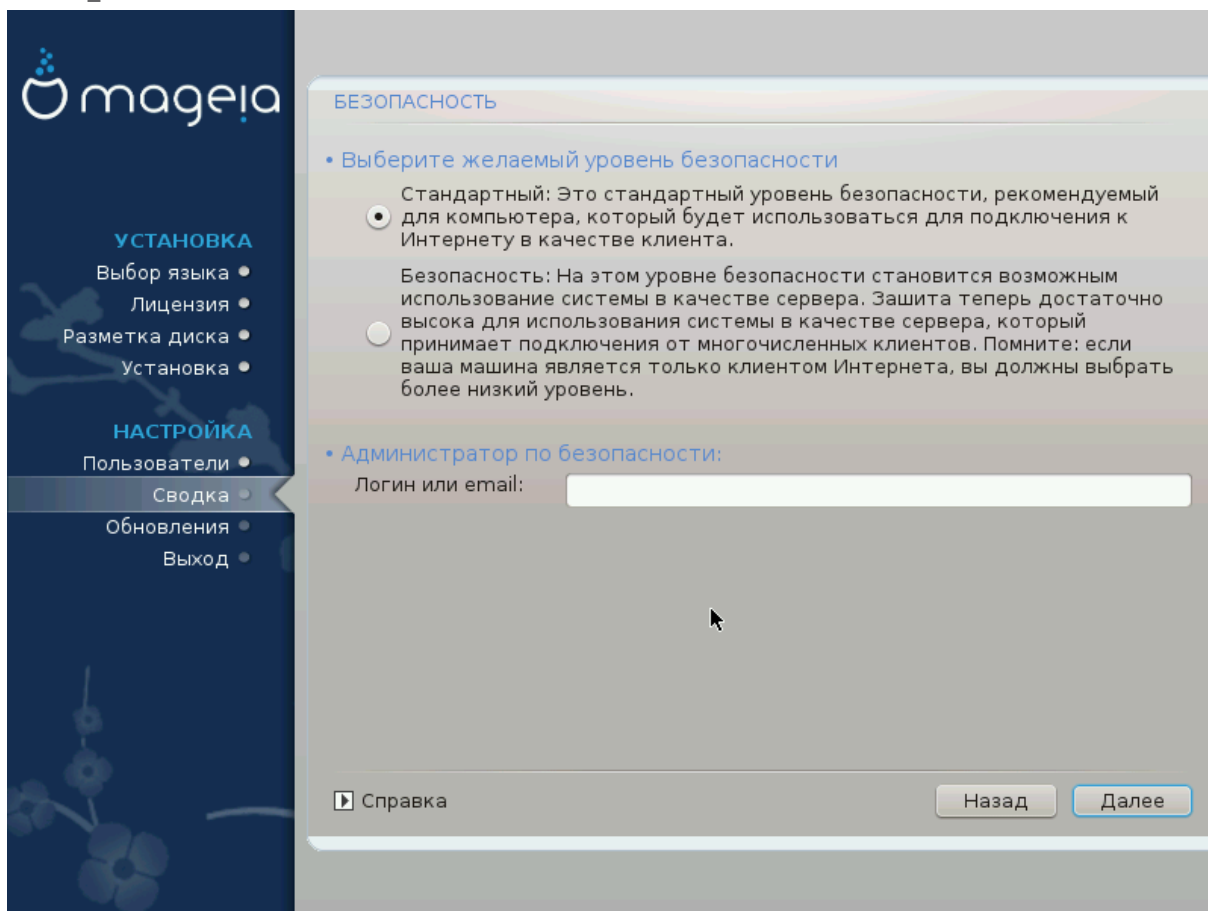 mageia
УСТАНОВКА
Выбор языка
Лицензия
Разметка диска
Установка
НАСТРОЙКА
Пользователи
Сводка
Обновления
Выход
БЕЗОПАСНОСТЬ
• Выберите желаемый уровень безопасности
Стандартный: Это стандартный уровень безопасности, рекомендуемый
для компьютера, который будет использоваться для подключения к
Интернету в качестве клиента.
Безопасность: На этом уровне безопасности становится возможным
использование системы в качестве сервера. Зашита теперь достаточно
высока для использования системы в качестве сервера, который
принимает подключения от многочисленных клиентов. Помните: если
ваша машина является только клиентом Интернета, вы должны выбрать
более низкий уровень.
• Администратор по безопасности:
Логин или email:
Справка
Назад
Далее